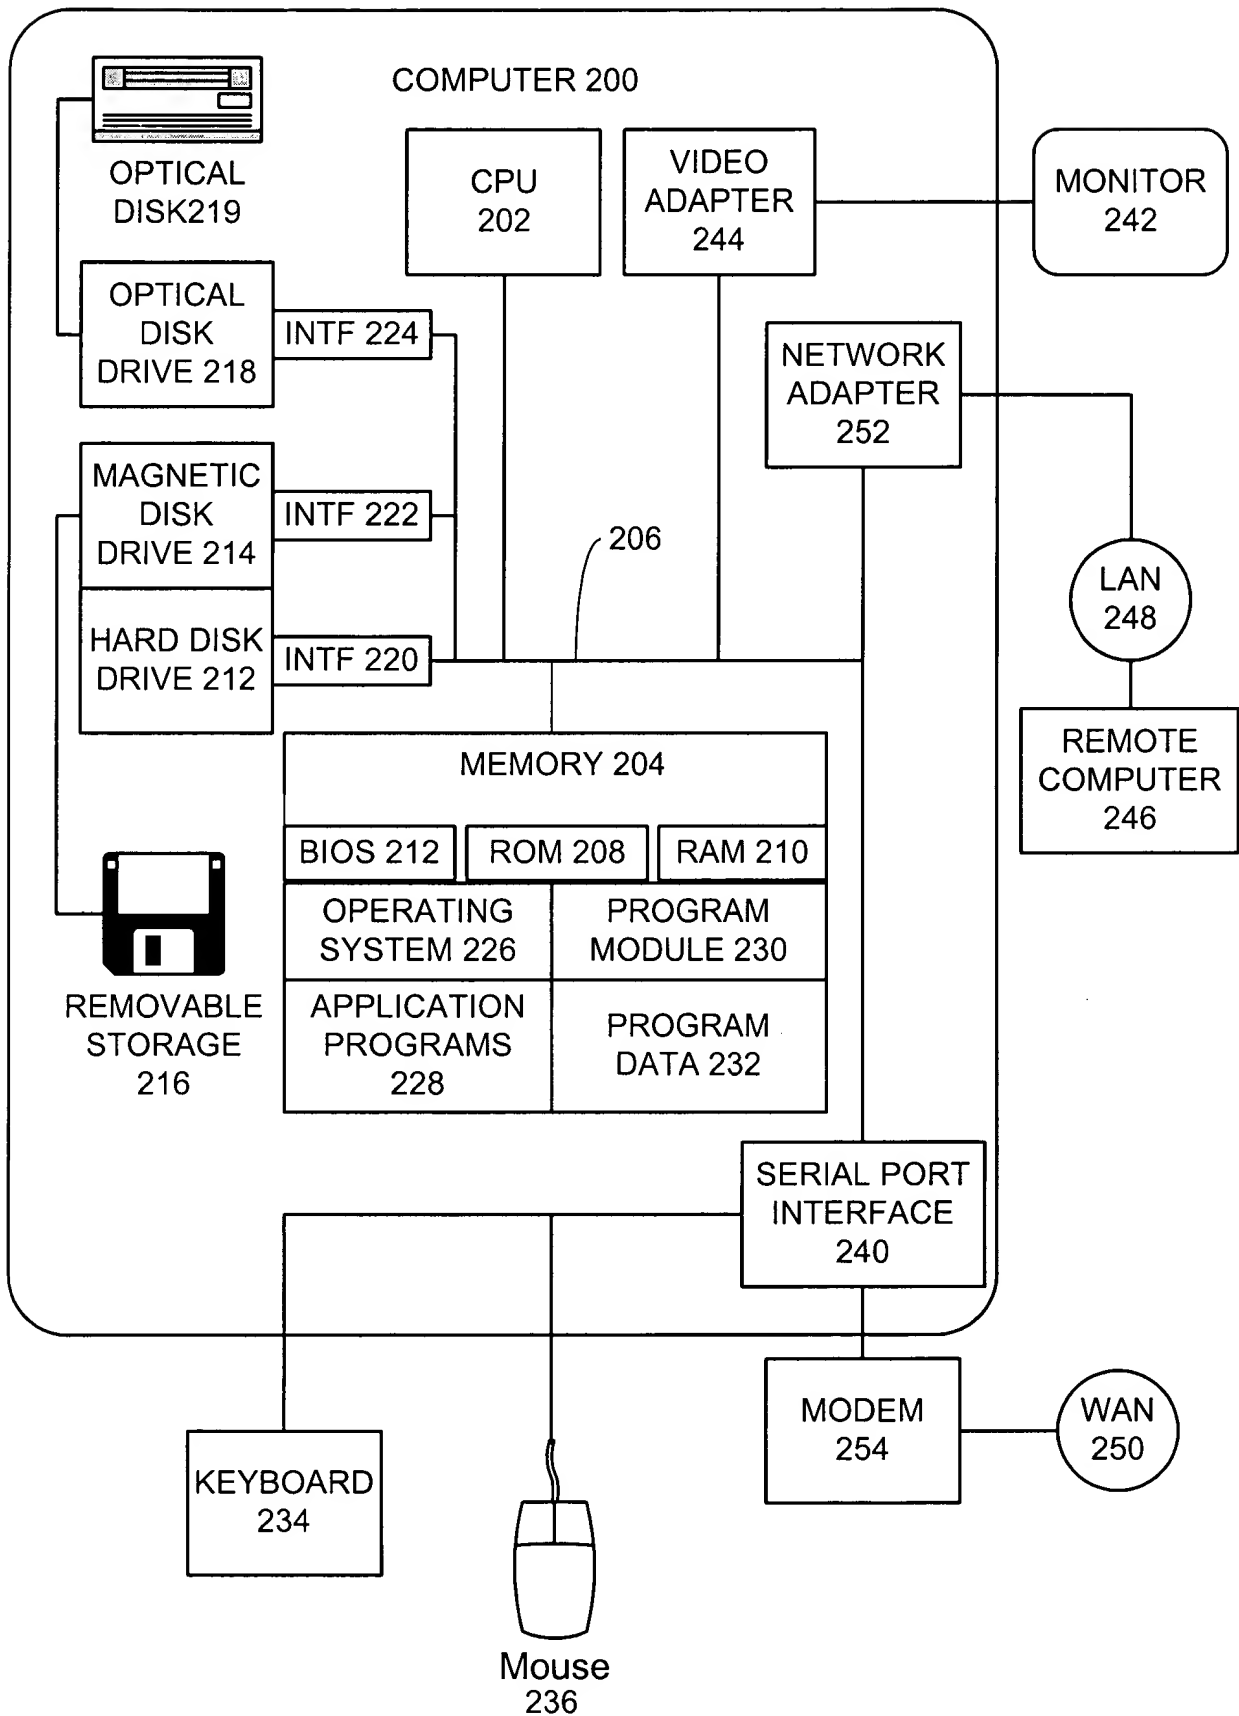 COMPUTER 200
OPTICAL
DISK219
CPU
202
VIDEO
ADAPTER
244
MONITOR
242
OPTICAL
DISK
DRIVE 218
INTF 224
NETWORK
ADAPTER
252
MAGNETIC
DISK
DRIVE 214
INTF 222
206
LAN
248
HARD DISK
DRIVE 212
INTF 220
REMOTE
COMPUTER
246
MEMORY 204
BIOS 212
ROM 208
RAM 210
OPERATING
SYSTEM 226
PROGRAM
MODULE 230
REMOVABLE
STORAGE
216
APPLICATION
PROGRAMS
228
PROGRAM
DATA 232
SERIAL PORT
INTERFACE
240
MODEM
254
WAN
250
KEYBOARD
234
Mouse
236